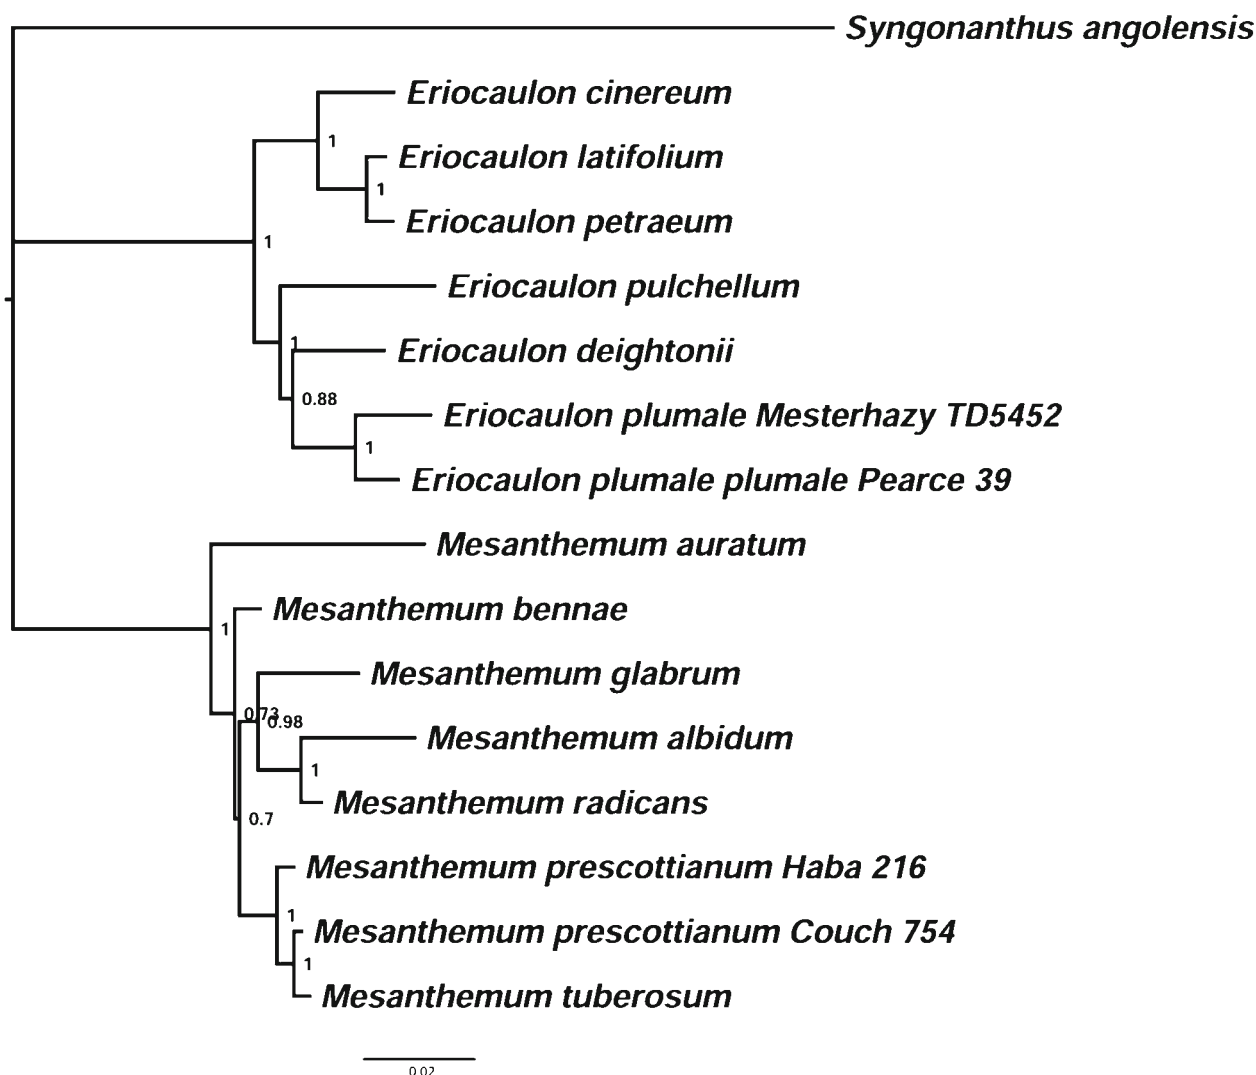 Syngonanthus angolensis
Eriocaulon cinereum
1
Eriocaulon latifolium
1
Eriocaulon petraeum
1
Eriocaulon pulchellum
1
Eriocaulon deightonii
0.88
Eriocaulon plumale Mesterhazy TD5452
1
Eriocaulon plumale plumale Pearce 39
Mesanthemum auratum
Mesanthemum bennae
1
Mesanthemum glabrum
0.73
0.98
Mesanthemum albidum
1
Mesanthemum radicans
0.7
Mesanthemum prescottianum Haba 216
1
Mesanthemum prescottianum Couch 754
1
Mesanthemum tuberosum
0.02